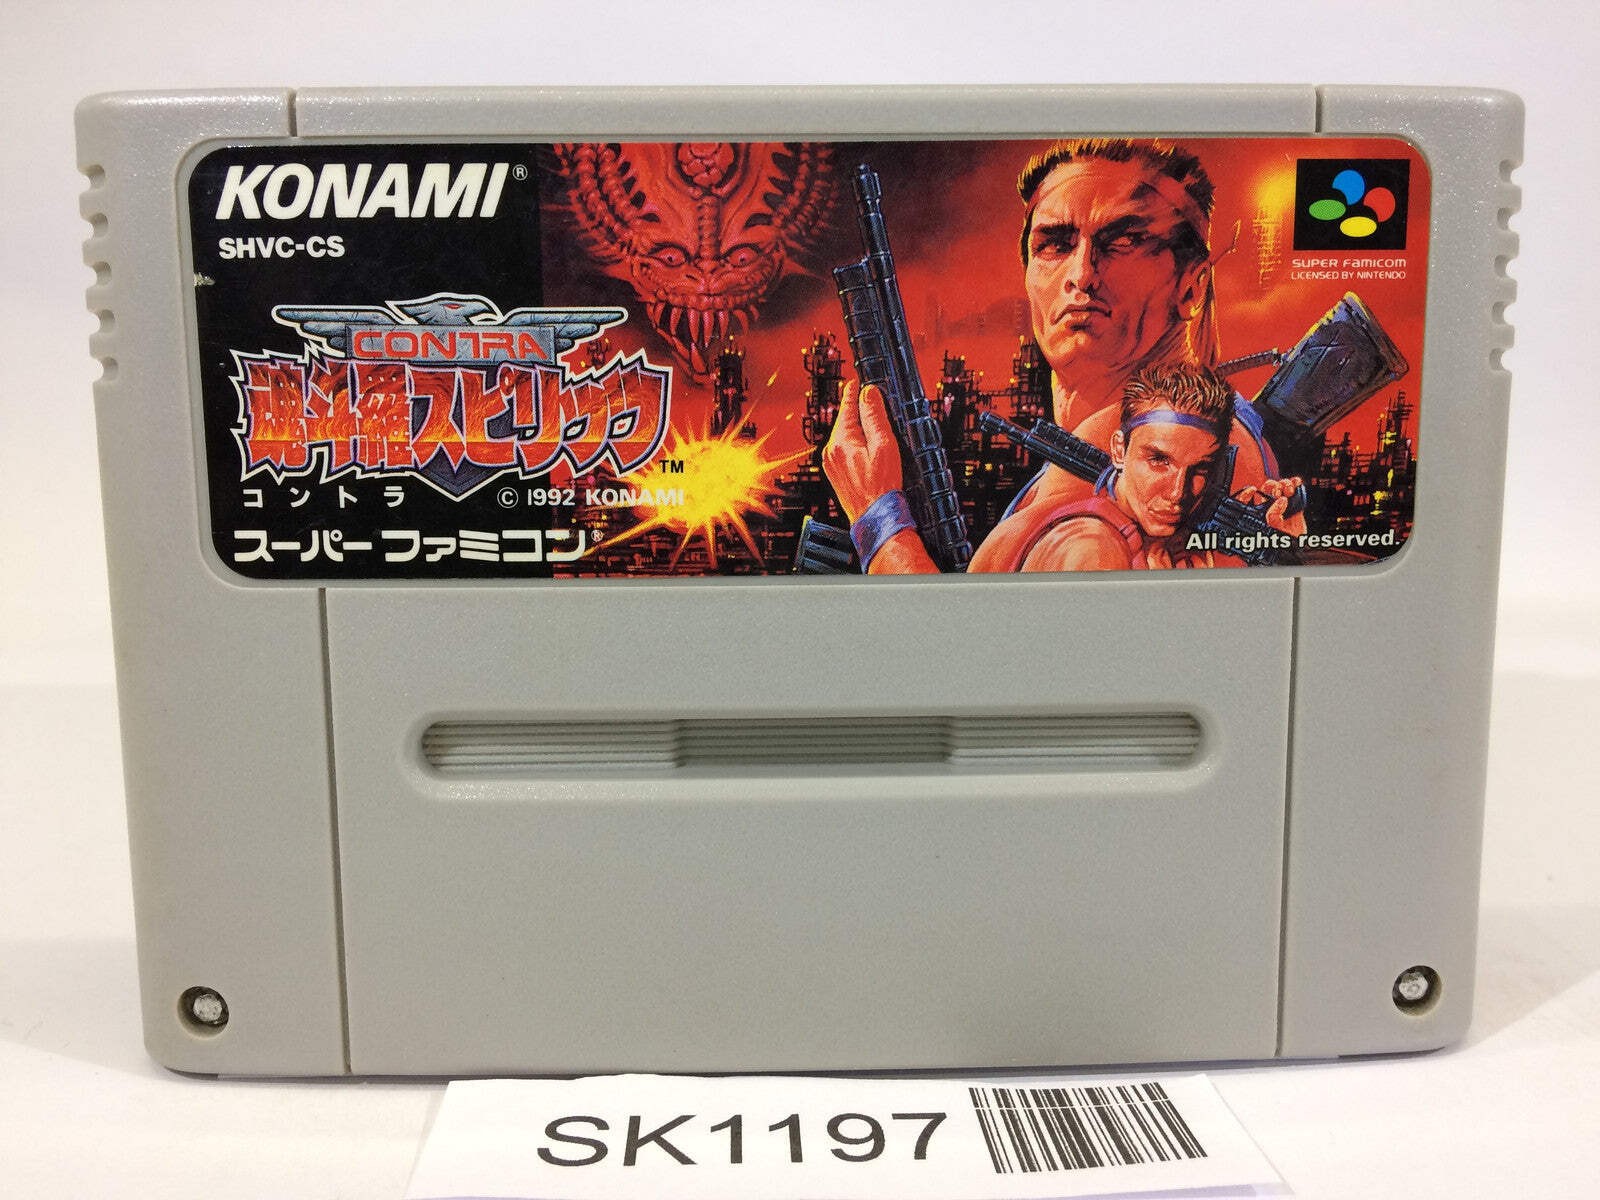 KONAMI®
SHVC-CS
CONTRA
魂斗羅スピリッツ
TM
コントラ
© 1992 KONAMI
スーパーファミコン®
SUPER FAMICOM
LICENSED BY NINTENDO
All rights reserved.
SK1197